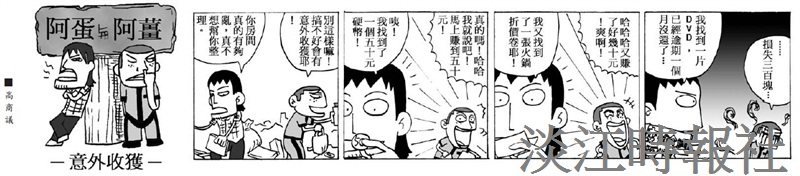 阿蛋與阿薑
—意外收獲—
■高商議
你房間
真的有夠
亂，真不
想幫你整
理。
別這樣嘛！
搞不好會有
意外收獲耶
咦！
我找到了
一個五十元
硬幣！
真的嗎！哈哈
我就說吧！
馬上賺到五十
元
我又找到
了一張火鍋
折價卷耶！
哈哈哈又賺
了好幾十元
！爽啊！
我找到一片
DVD
已經逾期一個
月沒還了…
……
損失三百塊…
淡江時報社